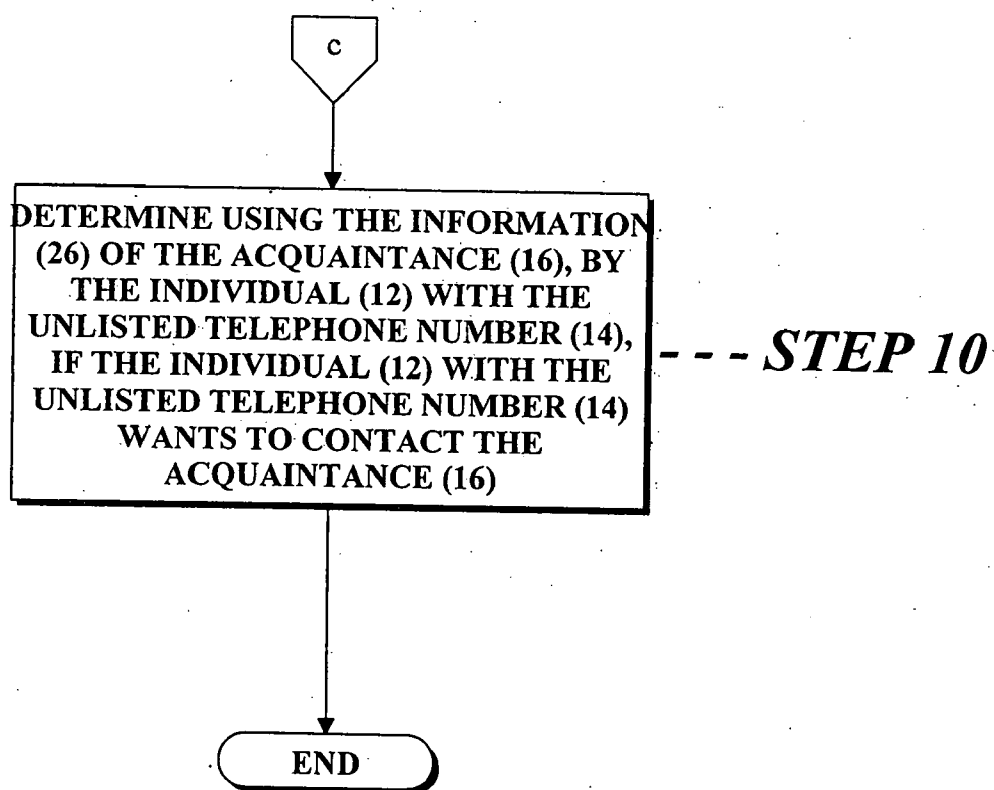 c
DETERMINE USING THE INFORMATION
(26) OF THE ACQUAINTANCE (16), BY
THE INDIVIDUAL (12) WITH THE
UNLISTED TELEPHONE NUMBER (14),
IF THE INDIVIDUAL (12) WITH THE
UNLISTED TELEPHONE NUMBER (14)
WANTS TO CONTACT THE
ACQUAINTANCE (16)
--- STEP 10
END